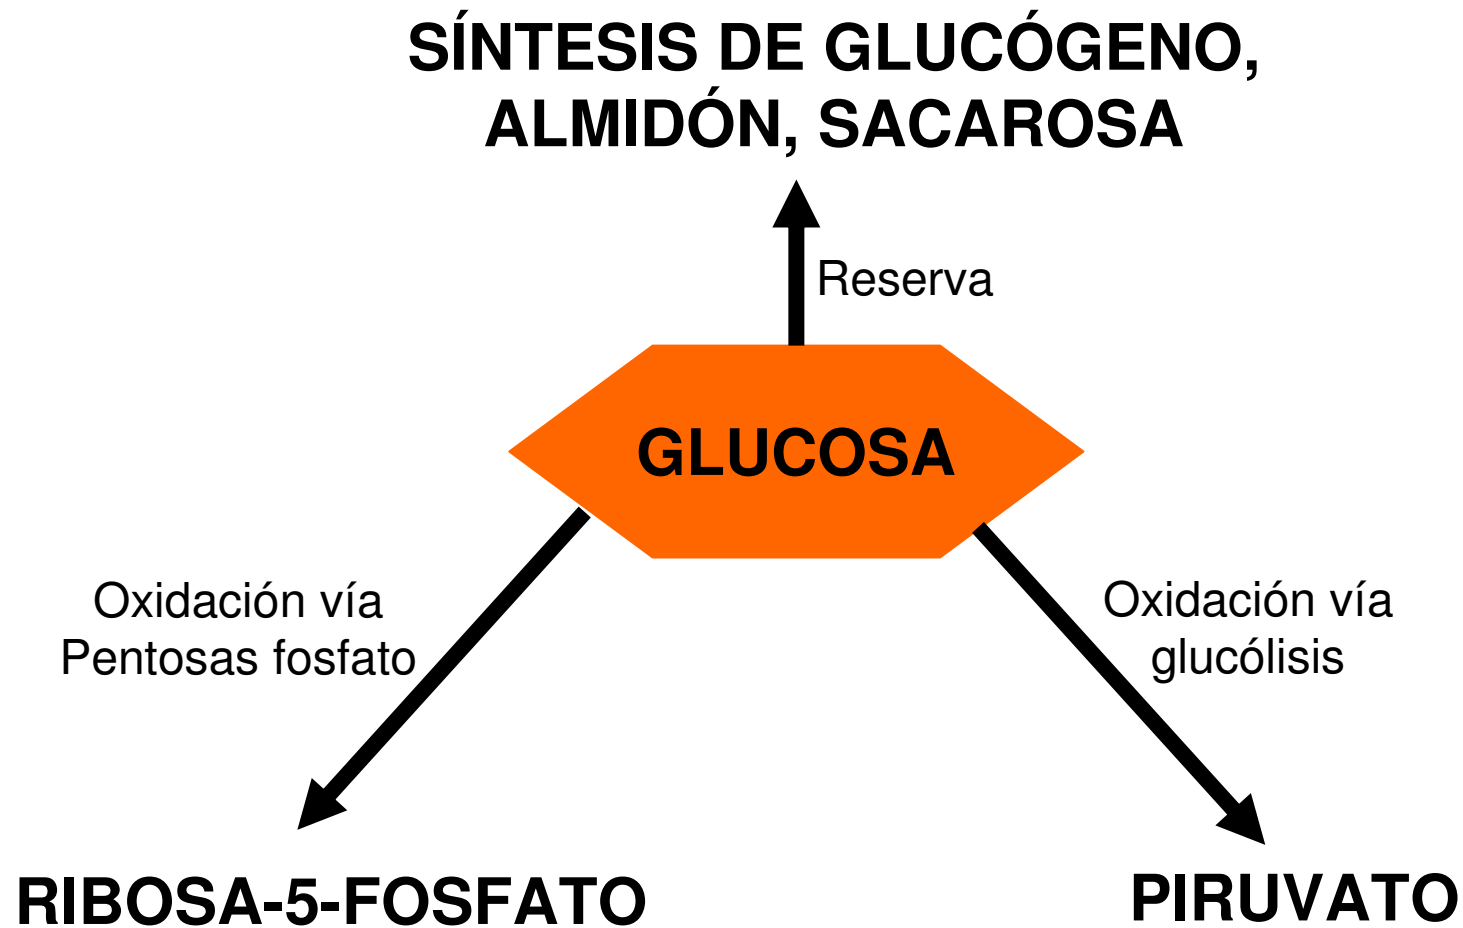 SÍNTESIS DE GLUCÓGENO,
ALMIDÓN, SACAROSA
Reserva
GLUCOSA
Oxidación vía
Pentosas fosfato
Oxidación vía
glucólisis
RIBOSA-5-FOSFATO
PIRUVATO